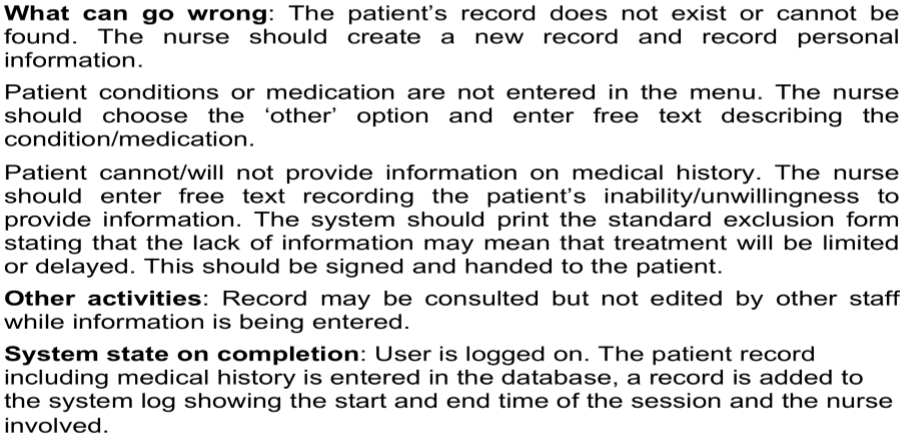 What can go wrong: The patient’s record does not exist or cannot be
found. The nurse should create a new record and record personal
information.
Patient conditions or medication are not entered in the menu. The nurse
should choose the ‘other’ option and enter free text describing the
condition/medication.
Patient cannot/will not provide information on medical history. The nurse
should enter free text recording the patient’s inability/unwillingness to
provide information. The system should print the standard exclusion form
stating that the lack of information may mean that treatment will be limited
or delayed. This should be signed and handed to the patient.
Other activities: Record may be consulted but not edited by other staff
while information is being entered.
System state on completion: User is logged on. The patient record
including medical history is entered in the database, a record is added to
the system log showing the start and end time of the session and the nurse
involved.